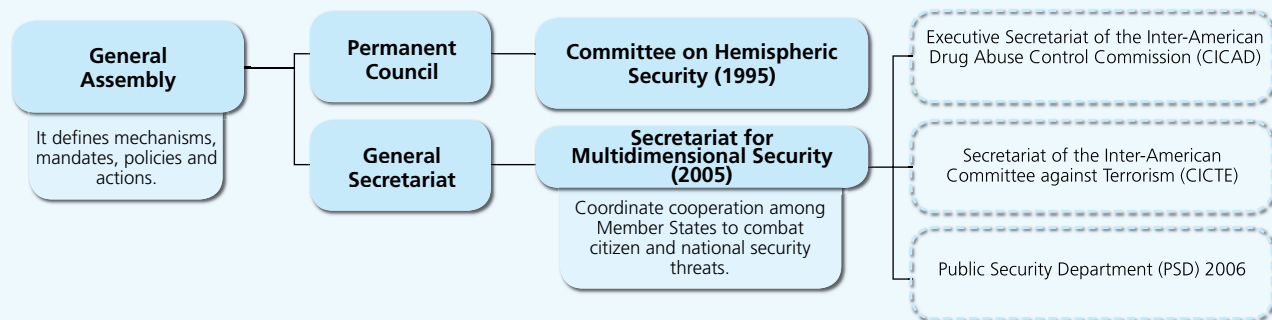 General
Assembly
It defines mechanisms,
mandates, policies and
actions.
Permanent
Council
General
Secretariat
Committee on Hemispheric
Security (1995)
Secretariat for
Multidimensional Security
(2005)
Coordinate cooperation among
Member States to combat
citizen and national security
threats.
Executive Secretariat of the Inter-American
Drug Abuse Control Commission (CICAD)
Secretariat of the Inter-American
Committee against Terrorism (CICTE)
Public Security Department (PSD) 2006